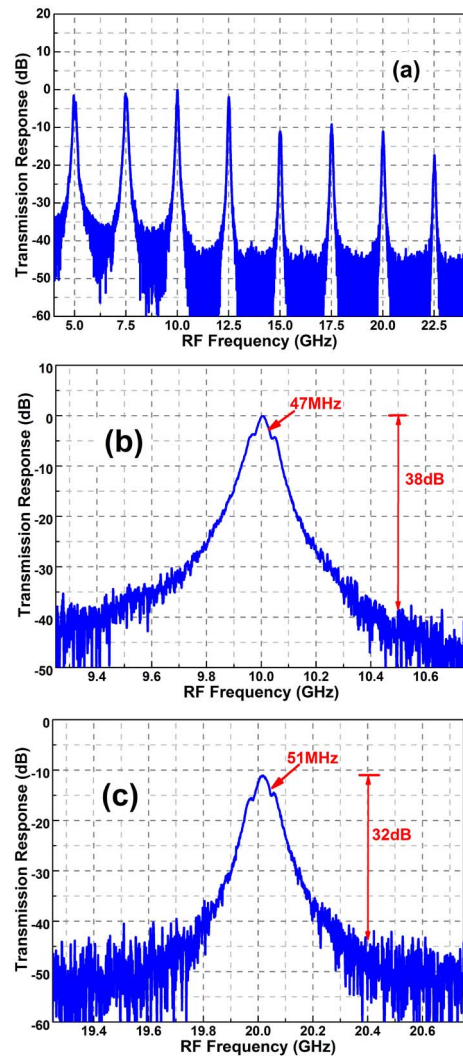 20
10
0
-10
-20
-30
-40
-50
-60
Transmission Response (dB)
(a)
5.0 7.5 10.0 12.5 15.0 17.5 20.0 22.5
RF Frequency (GHz)
10
0
-10
-20
-30
-40
-50
Transmission Response (dB)
47MHz
(b)
38dB
9.4 9.6 9.8 10.0 10.2 10.4 10.6
RF Frequency (GHz)
0
-10
-20
-30
-40
-50
-60
Transmission Response (dB)
51MHz
(c)
32dB
19.4 19.6 19.8 20.0 20.2 20.4 20.6
RF Frequency (GHz)